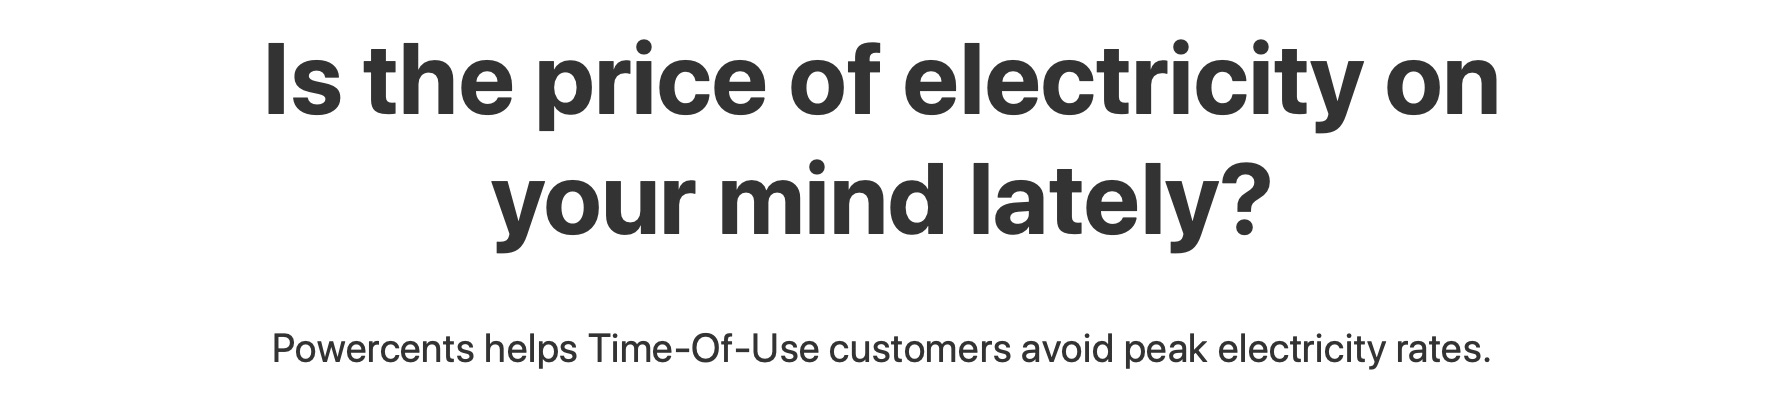 Is the price of electricity on
your mind lately?
Powercents helps Time-Of-Use customers avoid peak electricity rates.